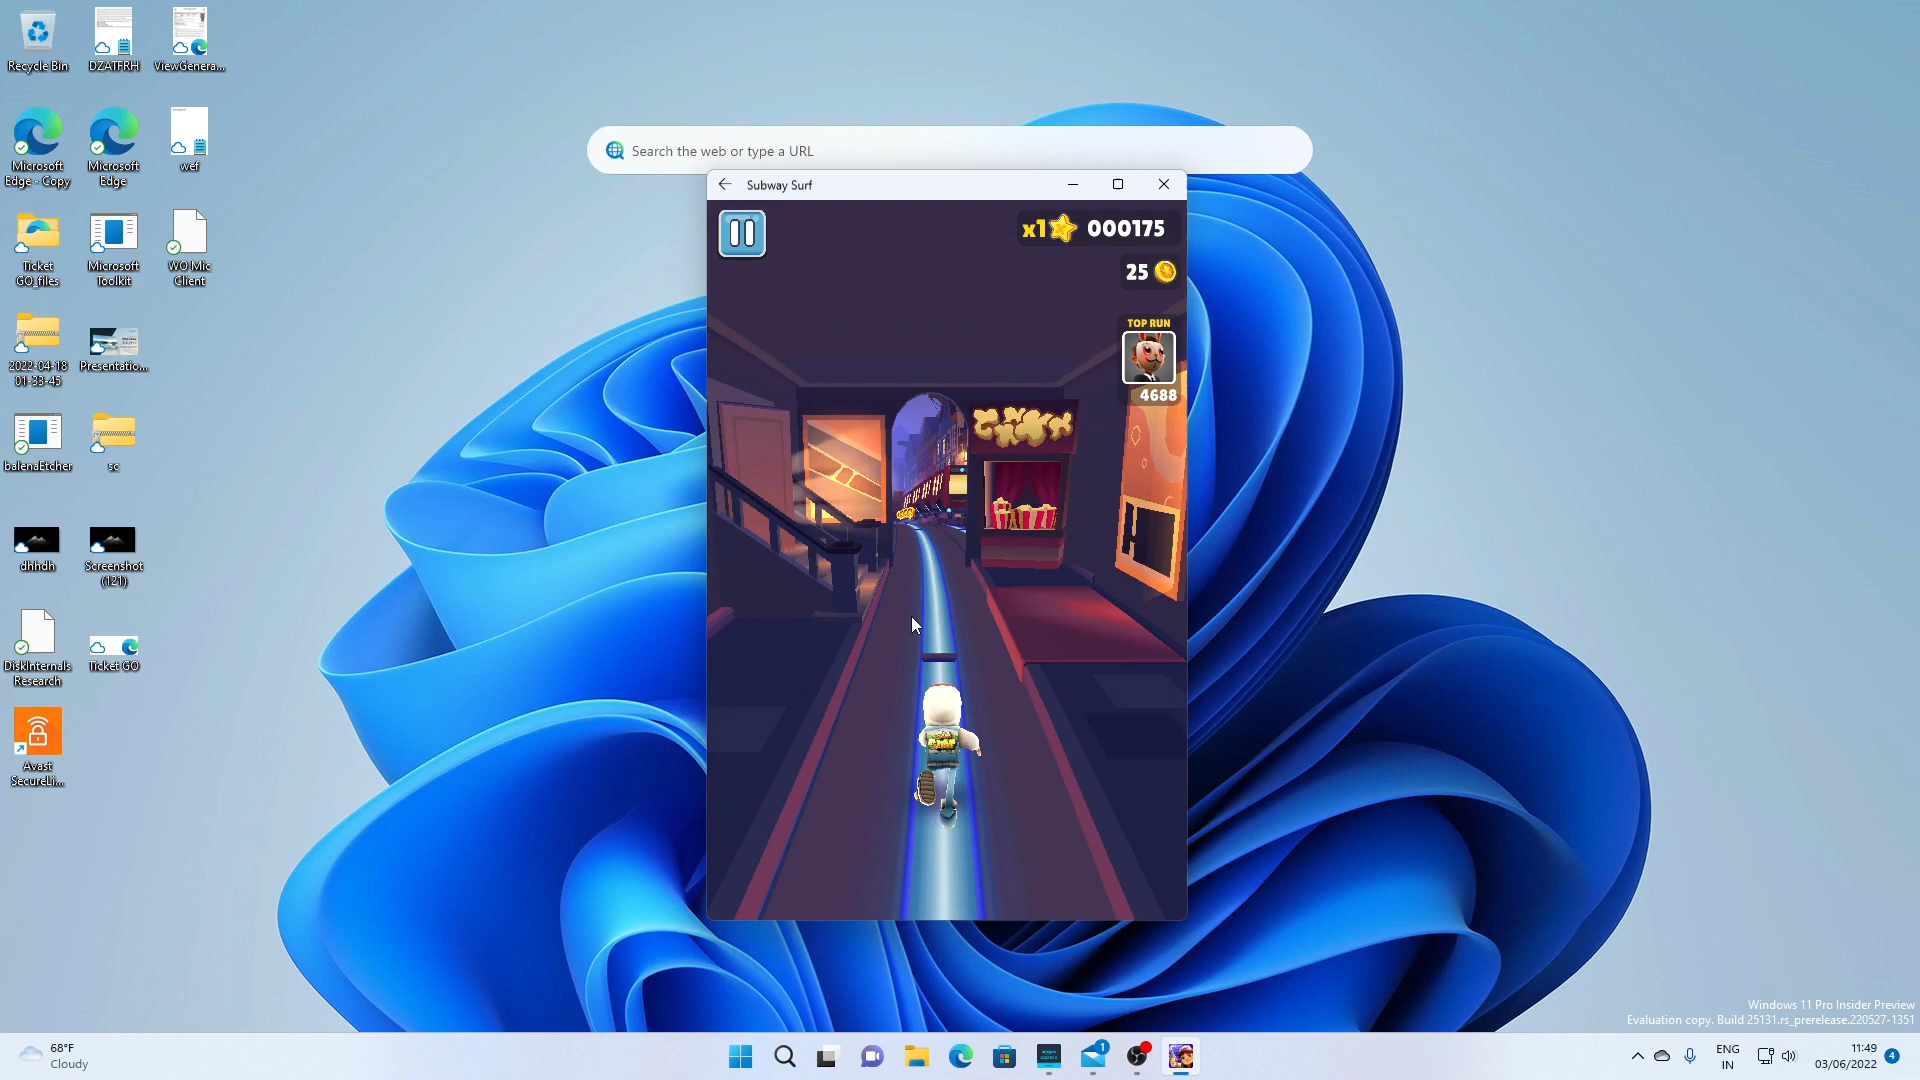 Recycle Bin
DZATFRH
ViewGenera...
Microsoft
Edge - Copy
Microsoft
Edge
wef
Ticket
GO_files
Microsoft
Toolkit
WO Mic
Client
2022-04-18
01-33-45
Presentatio...
balenaEtcher
sc
dhhdh
Screenshot
(121)
DiskInternals
Research
Ticket GO
Avast
SecureLi...
Search the web or type a URL
Subway Surf
x1 000175
25
TOP RUN
4688
Windows 11 Pro Insider Preview
Evaluation copy. Build 25131.rs_prerelease.220527-1351
68°F
Cloudy
1
ENG
IN
11:49
03/06/2022
4